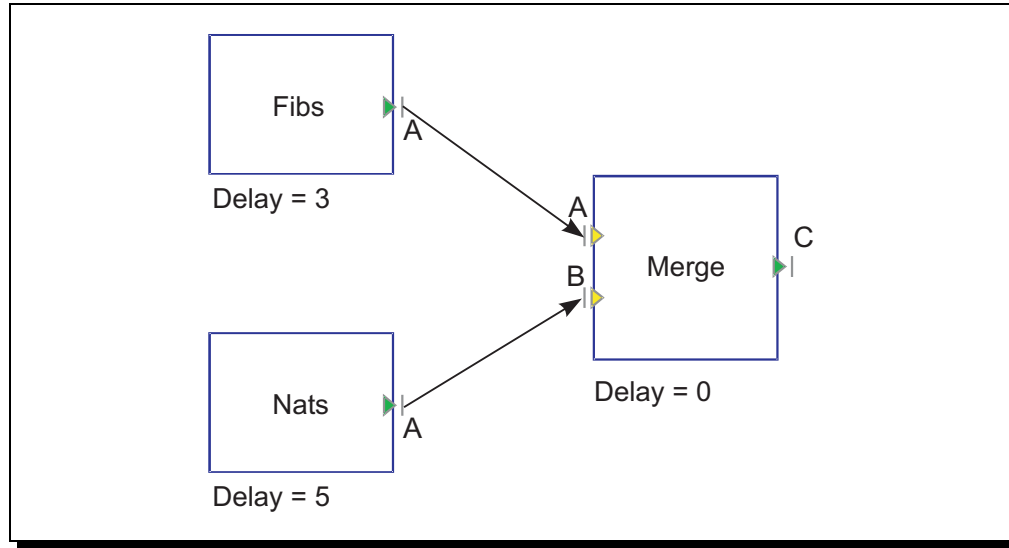 Fibs
A
Delay = 3
A
B
Merge
C
Delay = 0
Nats
A
Delay = 5